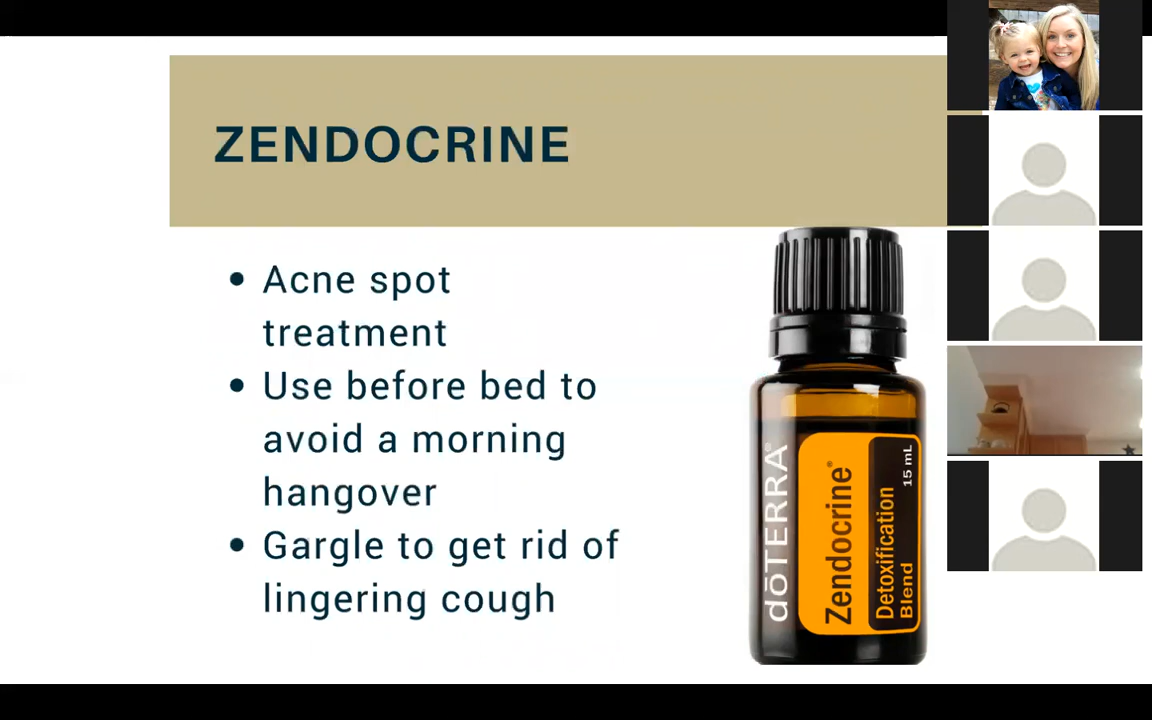 ZENDOCRINE
• Acne spot
treatment
• Use before bed to
avoid a morning
hangover
• Gargle to get rid of
lingering cough
dōTERRA®
Zendocrine®
Detoxification
Blend
15 mL